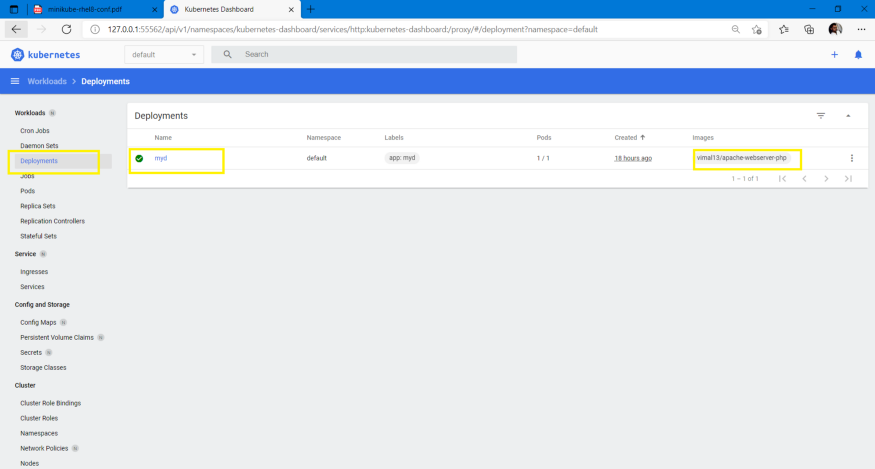 minikube-rhel8-conf.pdf
Kubernetes Dashboard
127.0.0.1:55562/api/v1/namespaces/kubernetes-dashboard/services/http:kubernetes-dashboard:/proxy/#/deployment?namespace=default
kubernetes
default
Search
Workloads > Deployments
Workloads N
Cron Jobs
Daemon Sets
Deployments
Jobs
Pods
Replica Sets
Replication Controllers
Stateful Sets
Service N
Ingresses
Services
Config and Storage
Config Maps N
Persistent Volume Claims N
Secrets N
Storage Classes
Cluster
Cluster Role Bindings
Cluster Roles
Namespaces
Network Policies N
Nodes
Deployments
Name Namespace Labels Pods Created Images
myd default app: myd 1 / 1 18 hours ago vimal13/apache-webserver-php
1 – 1 of 1